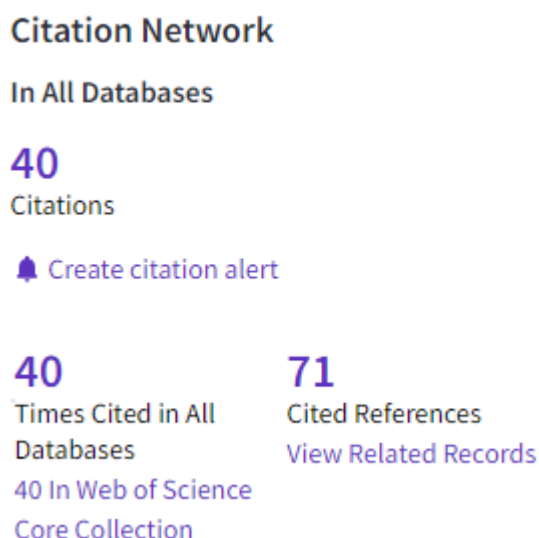 Citation Network
In All Databases
40
Citations
Create citation alert
40
Times Cited in All
Databases
40 In Web of Science
Core Collection
71
Cited References
View Related Records